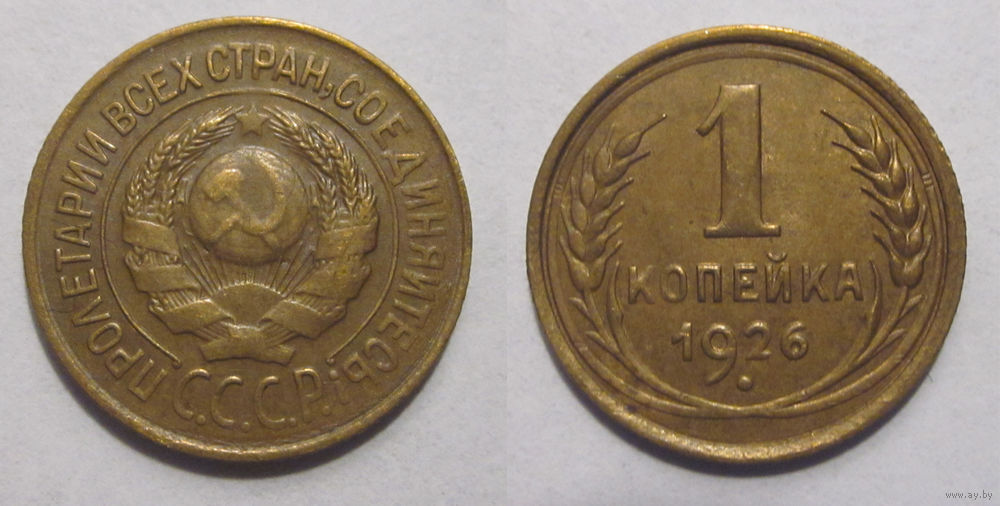 ПРОЛЕТАРИИ ВСЕХ СТРАН, СОЕДИНЯЙТЕСЬ!
С.С.С.Р.
1
КОПЕЙКА
1926
www.ay.by